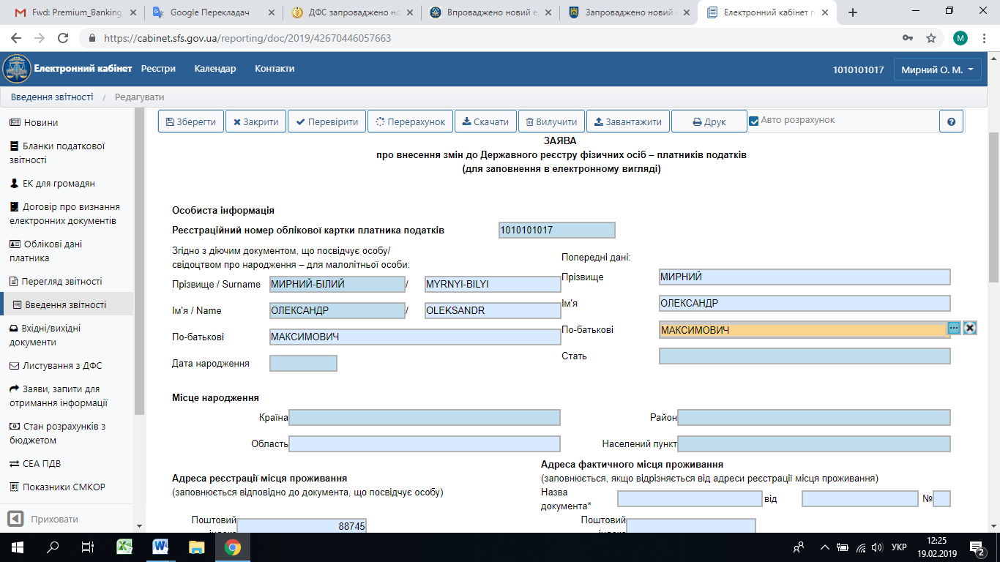 Fwd: Premium_Banking
Google Перекладач
ДФС запроваджено но
Впроваджено новий е
Запроваджено новий
Електронний кабінет п
https://cabinet.sfs.gov.ua/reporting/doc/2019/42670446057663
M
Електронний кабінет Реєстри Календар Контакти 1010101017 Мирний О. М.
Введення звітності / Редагувати
Новини
Бланки податкової
звітності
ЕК для громадян
Договір про визнання
електронних документів
Облікові дані
платника
Перегляд звітності
Введення звітності
Вхідні/вихідні
документи
Листування з ДФС
Заяви, запити для
отримання інформації
Стан розрахунків з
бюджетом
СЕА ПДВ
Показники СМКОР
Приховати
Зберегти Закрити Перевірити Перерахунок Скачати Вилучити Завантажити Друк Авто розрахунок ?
ЗАЯВА
про внесення змін до Державного реєстру фізичних осіб – платників податків
(для заповнення в електронному вигляді)
Особиста інформація
Реєстраційний номер облікової картки платника податків 1010101017
Згідно з діючим документом, що посвідчує особу/
свідоцтвом про народження – для малолітньої особи:
Прізвище / Surname МИРНИЙ-БІЛИЙ / MYRNYI-BILYI
Ім'я / Name ОЛЕКСАНДР / OLEKSANDR
По-батькові МАКСИМОВИЧ
Дата народження
Попередні дані:
Прізвище МИРНИЙ
Ім'я ОЛЕКСАНДР
По-батькові МАКСИМОВИЧ ...
Стать
Місце народження
Країна Район
Область Населений пункт
Адреса реєстрації місця проживання
(заповнюється відповідно до документа, що посвідчує особу)
Поштовий
88745
Адреса фактичного місця проживання
(заповнюється, якщо відрізняється від адреси реєстрації місця проживання)
Назва
документа* від №
Поштовий
УКР
12:25
19.02.2019
2